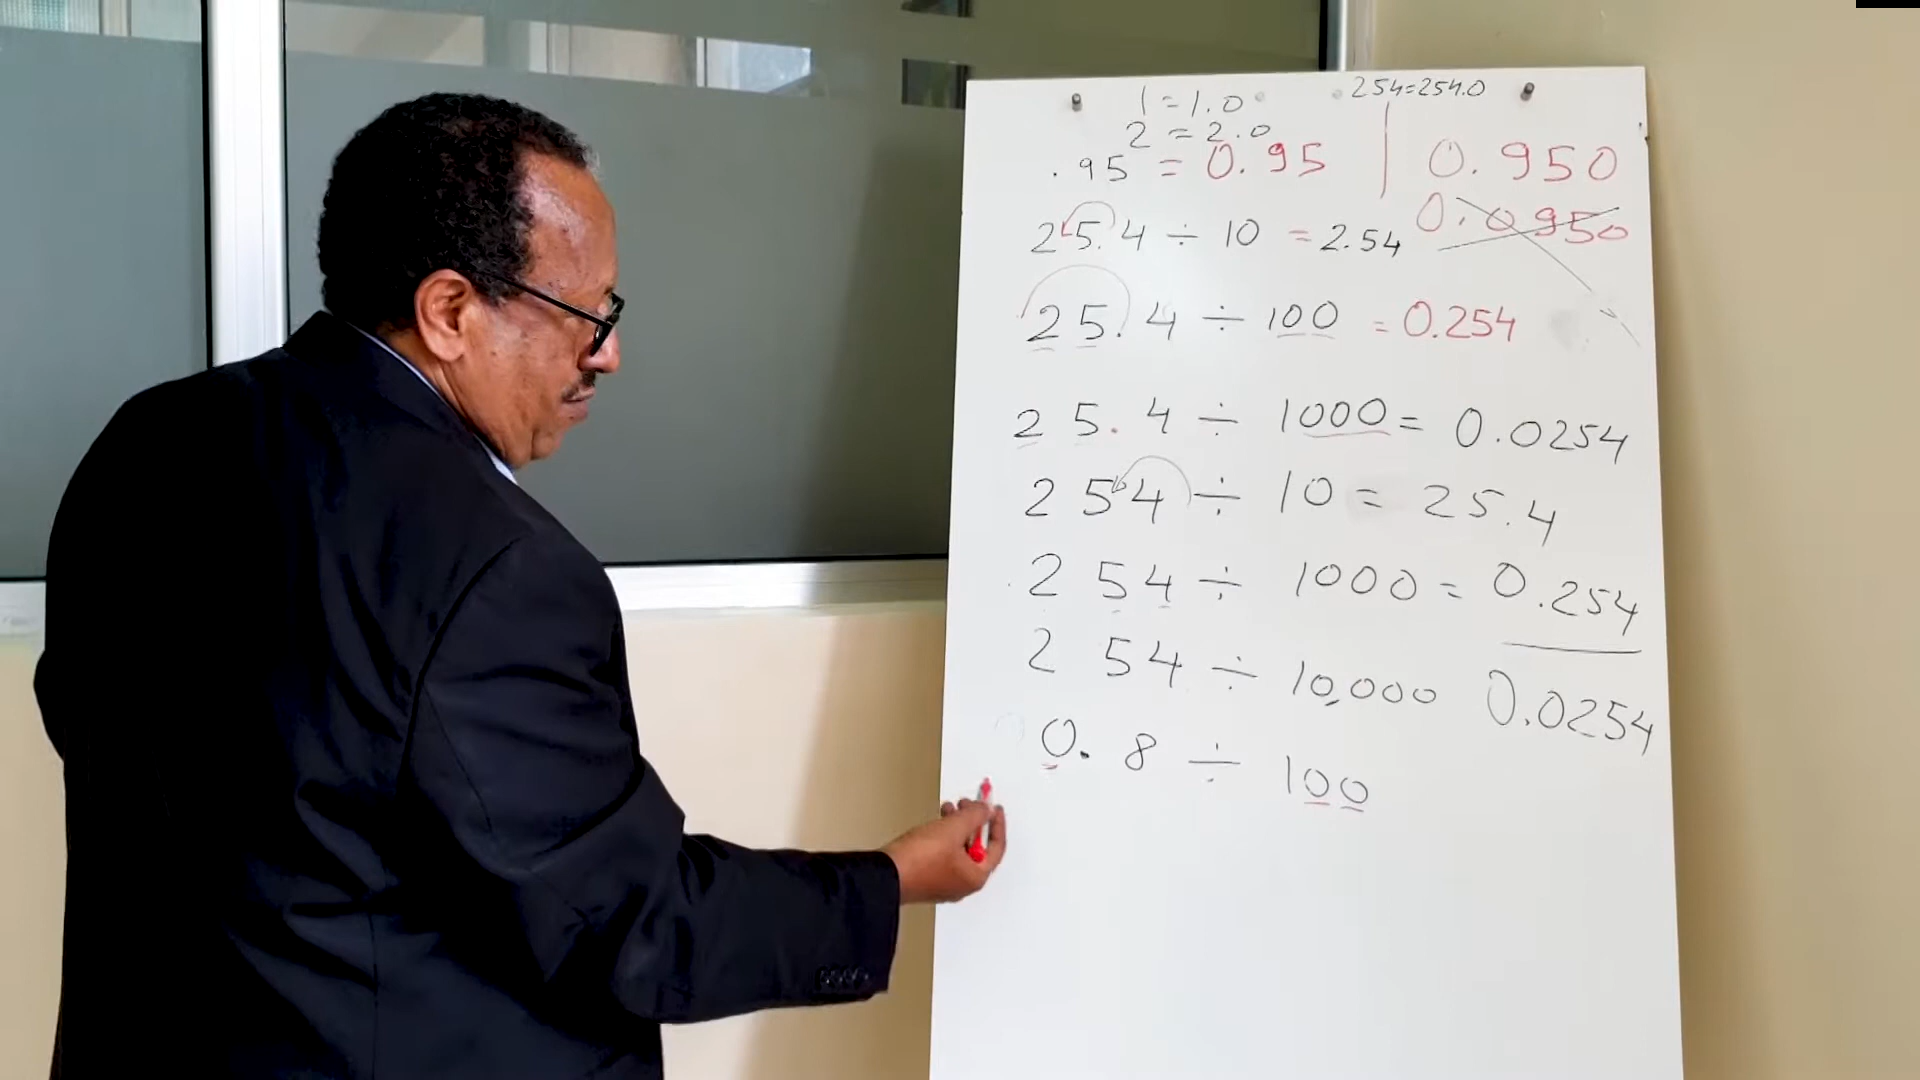 1 = 1.0
254=254.0
2 = 2.0
.95 = 0.95 | 0.950
0.0950
25.4 ÷ 10 = 2.54
25.4 ÷ 100 = 0.254
25.4 ÷ 1000 = 0.0254
254 ÷ 10 = 25.4
254 ÷ 1000 = 0.254
254 ÷ 10,000 0.0254
0.8 ÷ 100